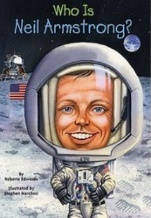 Who Is
Neil Armstrong?
By
Roberta Edwards
Illustrated by
Stephen Marchesi